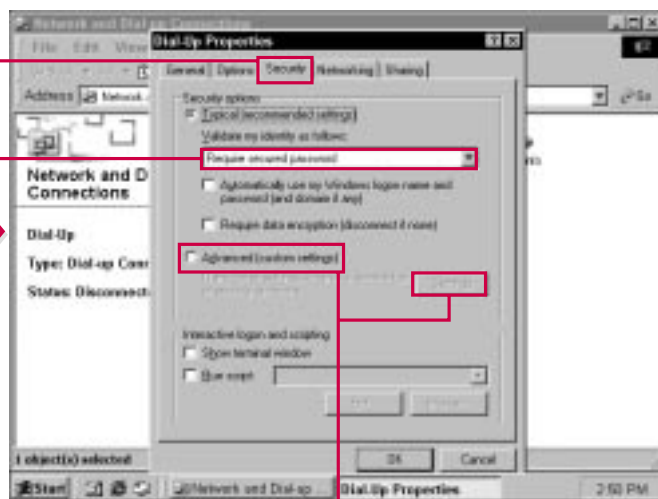 Network and Dial-up Connections
File Edit View
Address Network
Go
Network and D
Connections
Dial-Up
Type: Dial-up Conn
Status: Disconnecte
1 object(s) selected
Dial-Up Properties
General Options Security Networking Sharing
Security options
Typical (recommended settings)
Validate my identity as follows:
Require secured password
Automatically use my Windows logon name and
password (and domain if any)
Require data encryption (disconnect if none)
Advanced (custom settings)
Settings
Interactive logon and scripting
Show terminal window
Run script:
OK Cancel
Start Network and Dial-up ... Dial-Up Properties 2:50 PM